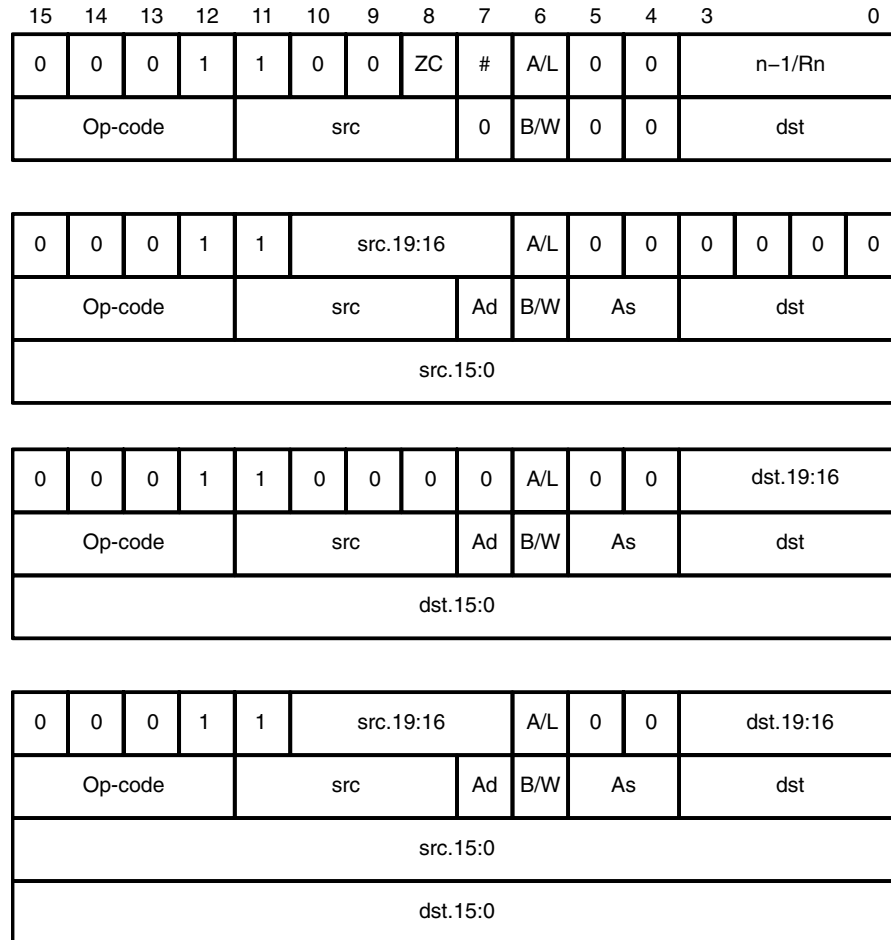 15 14 13 12 11 10 9 8 7 6 5 4 3 0
0 0 0 1 1 0 0 ZC # A/L 0 0 n−1/Rn
Op-code src 0 B/W 0 0 dst
0 0 0 1 1 src.19:16 A/L 0 0 0 0 0 0
Op-code src Ad B/W As dst
src.15:0
0 0 0 1 1 0 0 0 0 A/L 0 0 dst.19:16
Op-code src Ad B/W As dst
dst.15:0
0 0 0 1 1 src.19:16 A/L 0 0 dst.19:16
Op-code src Ad B/W As dst
src.15:0
dst.15:0